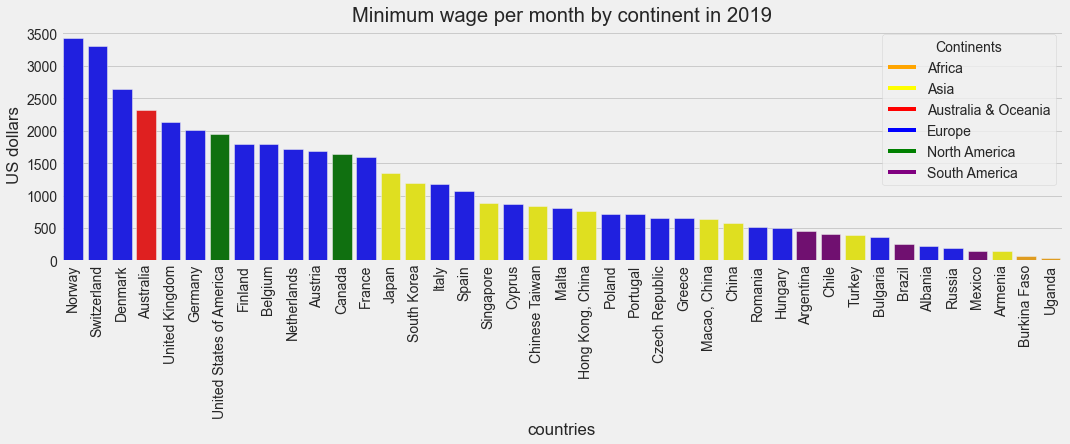 Minimum wage per month by continent in 2019
US dollars
3500
3000
2500
2000
1500
1000
500
0
Continents
Africa
Asia
Australia & Oceania
Europe
North America
South America
Norway
Switzerland
Denmark
Australia
United Kingdom
Germany
United States of America
Finland
Belgium
Netherlands
Austria
Canada
France
Japan
South Korea
Italy
Spain
Singapore
Cyprus
Chinese Taiwan
Malta
Hong Kong, China
Poland
Portugal
Czech Republic
Greece
Macao, China
China
Romania
Hungary
Argentina
Chile
Turkey
Bulgaria
Brazil
Albania
Russia
Mexico
Armenia
Burkina Faso
Uganda
countries